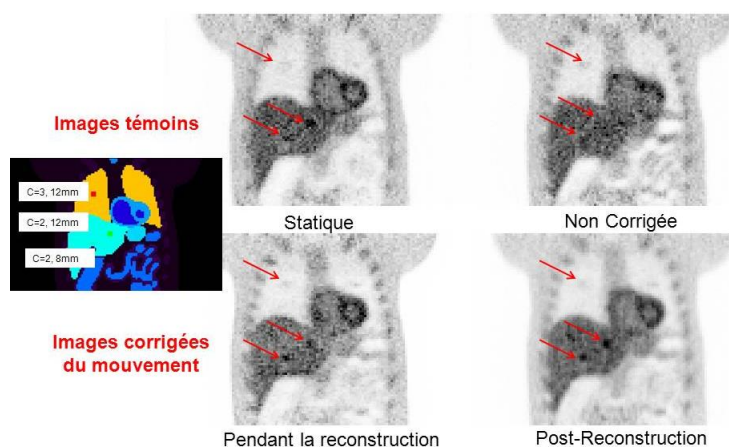 Images témoins
C=3, 12mm
C=2, 12mm
C=2, 8mm
Statique
Non Corrigée
Images corrigées
du mouvement
Pendant la reconstruction
Post-Reconstruction